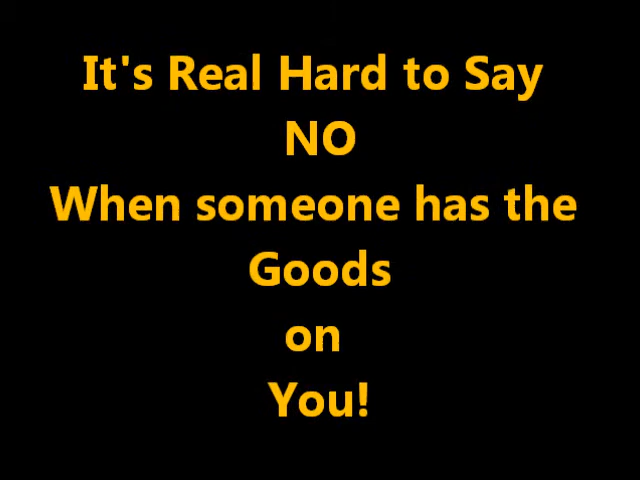 It's Real Hard to Say
NO
When someone has the
Goods
on
You!